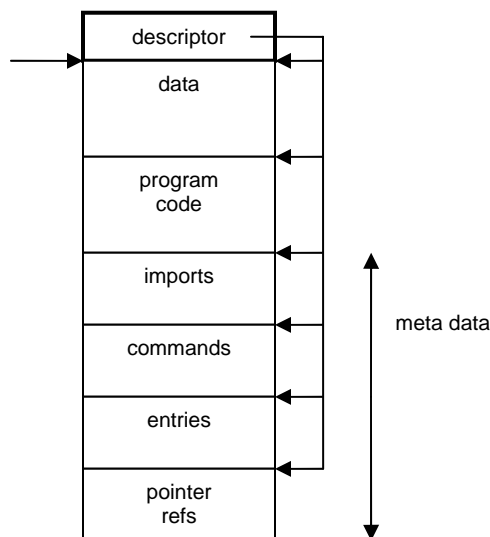 descriptor
data
program
code
imports
meta data
commands
entries
pointer
refs